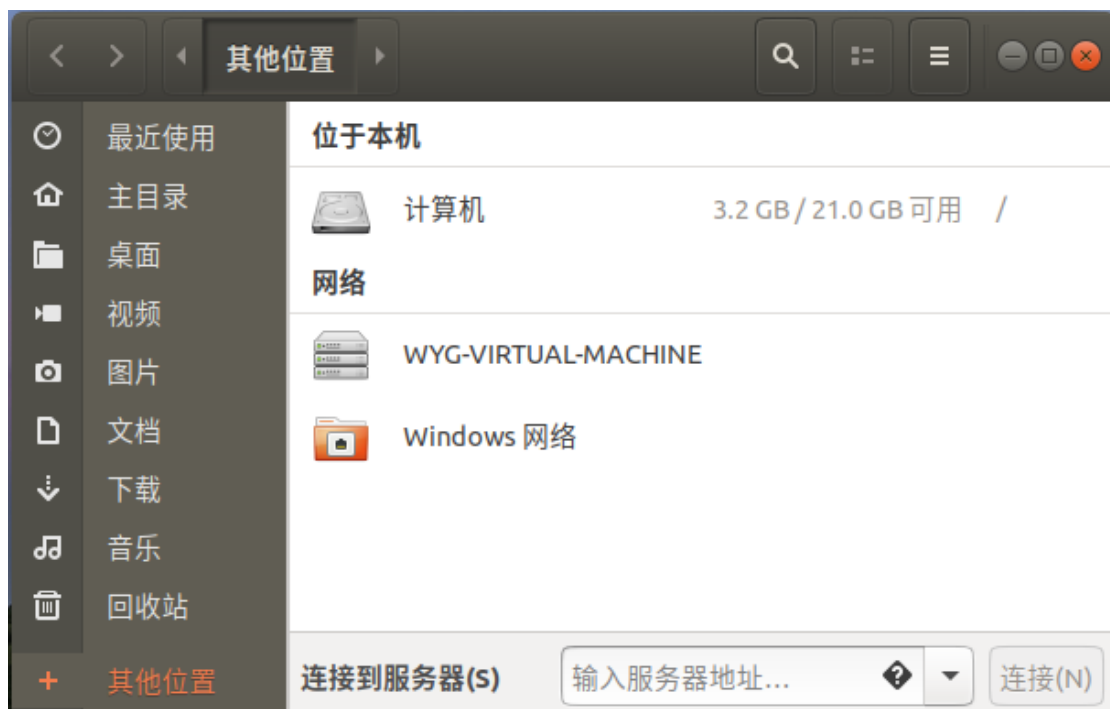 其他位置
最近使用
主目录
桌面
视频
图片
文档
下载
音乐
回收站
其他位置
位于本机
计算机 3.2 GB / 21.0 GB 可用 /
网络
WYG-VIRTUAL-MACHINE
Windows 网络
连接到服务器(S) 输入服务器地址... 连接(N)